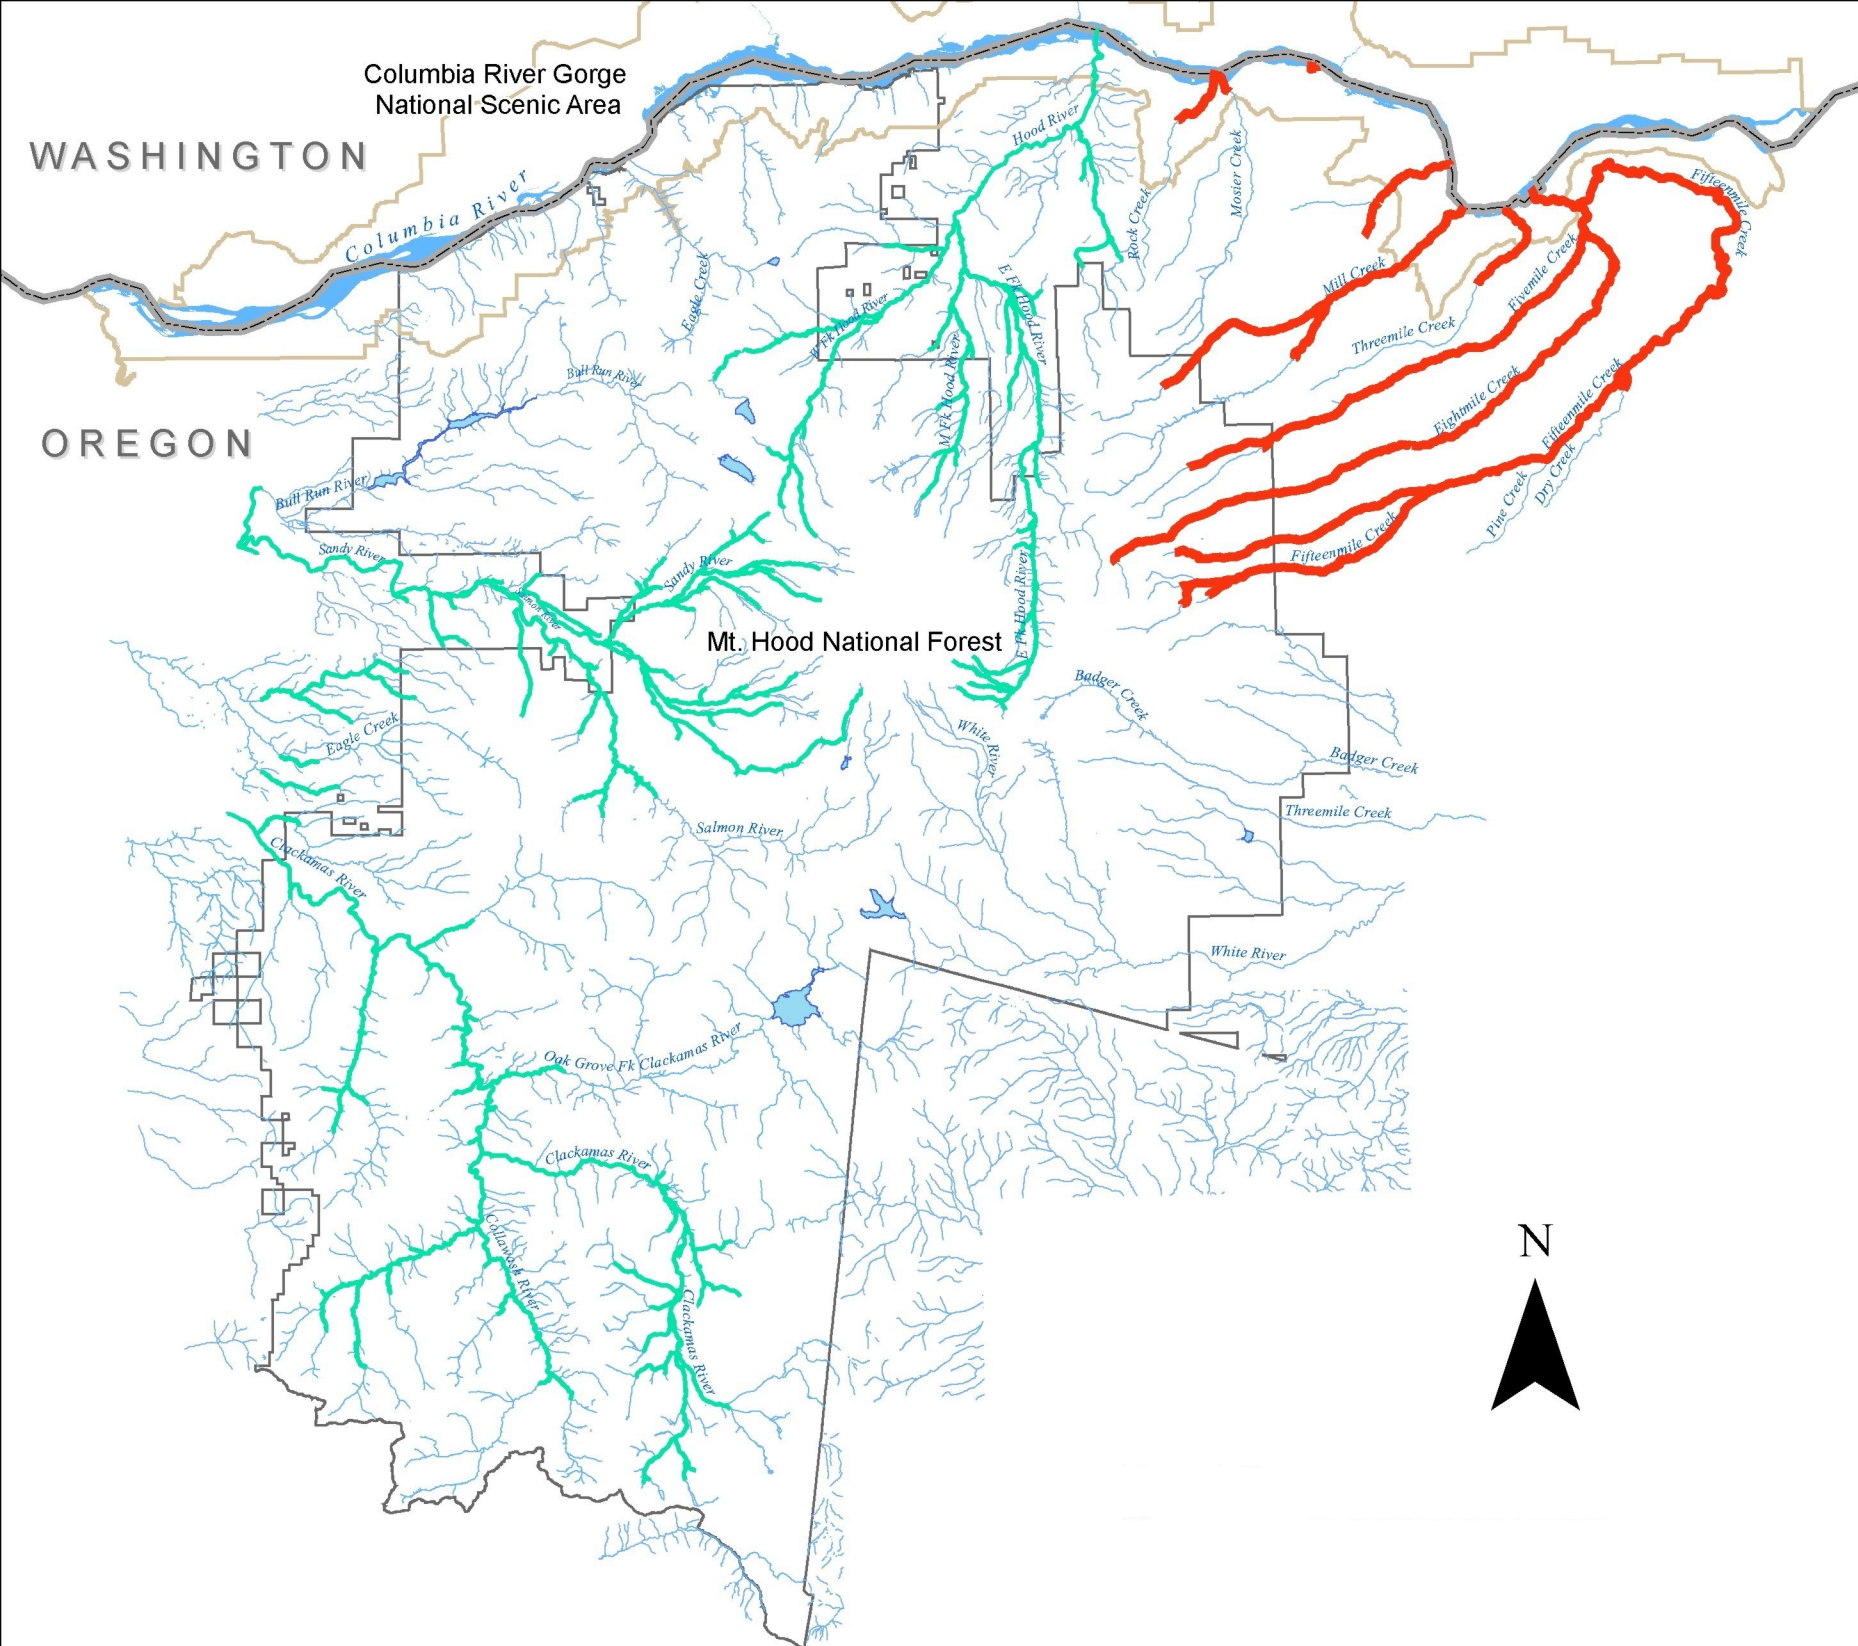 Columbia River Gorge
National Scenic Area
WASHINGTON
Columbia River
OREGON
Hood River
Rock Creek
Mosier Creek
Fifteenmile Creek
Eagle Creek
E Fk Hood River
Mill Creek
Fivemile Creek
W Fk Hood River
Threemile Creek
M Fk Hood River
Bull Run River
Eightmile Creek
Fifteenmile Creek
Bull Run River
Pine Creek
Dry Creek
Fifteenmile Creek
Sandy River
Sandy River
Salmon River
E Fk Hood River
Mt. Hood National Forest
Badger Creek
Eagle Creek
White River
Badger Creek
Threemile Creek
Salmon River
Clackamas River
White River
Oak Grove Fk Clackamas River
Clackamas River
Collawash River
Clackamas River
N